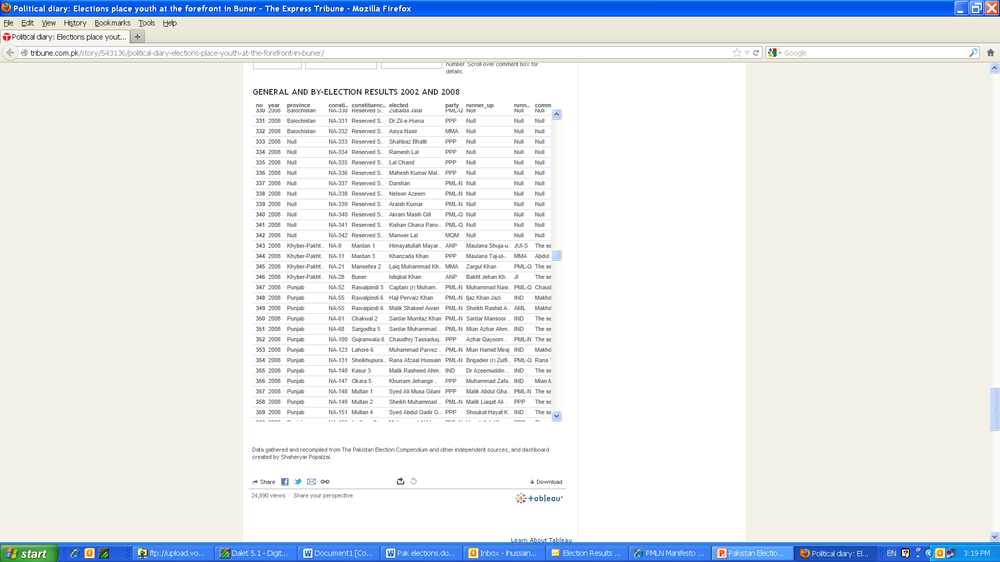 Political diary: Elections place youth at the forefront in Buner - The Express Tribune - Mozilla Firefox
File Edit View History Bookmarks Tools Help
Political diary: Elections place yout...
tribune.com.pk/story/543136/political-diary-elections-place-youth-at-the-forefront-in-buner/ Google
number. Scroll over comment box for
details.
GENERAL AND BY-ELECTION RESULTS 2002 AND 2008
no year province consti.. constituenc.. elected party runner_up runn.. comm
330 2008 Balochistan NA-330 Reserved S.. Zubaida Jalal PML-Q Null Null Null
331 2008 Balochistan NA-331 Reserved S.. Dr Zil-e-Huma PPP Null Null Null
332 2008 Balochistan NA-332 Reserved S.. Asiya Nasir MMA Null Null Null
333 2008 Null NA-333 Reserved S.. Shahbaz Bhatti PPP Null Null Null
334 2008 Null NA-334 Reserved S.. Ramesh Lal PPP Null Null Null
335 2008 Null NA-335 Reserved S.. Lal Chand PPP Null Null Null
336 2008 Null NA-336 Reserved S.. Mahesh Kumar Mal.. PPP Null Null Null
337 2008 Null NA-337 Reserved S.. Darshan PML-N Null Null Null
338 2008 Null NA-338 Reserved S.. Nelson Azeem PML-N Null Null Null
339 2008 Null NA-339 Reserved S.. Araish Kumar PML-N Null Null Null
340 2008 Null NA-340 Reserved S.. Akram Masih Gill PML-Q Null Null Null
341 2008 Null NA-341 Reserved S.. Kishan Chana Parw.. PML-Q Null Null Null
342 2008 Null NA-342 Reserved S.. Manwer Lal MQM Null Null Null
343 2008 Khyber-Pakht.. NA-9 Mardan 1 Himayatullah Mayar.. ANP Maulana Shuja-u.. JUI-S The se
344 2008 Khyber-Pakht.. NA-11 Mardan 3 Khanzada Khan PPP Maulana Taj-ul-.. MMA Abdul
345 2008 Khyber-Pakht.. NA-21 Mansehra 2 Laiq Muhammad Kh.. MMA Zargul Khan PML-Q The se
346 2008 Khyber-Pakht.. NA-28 Buner Istiqbal Khan ANP Bakht Jehan Kh.. JI The se
347 2008 Punjab NA-52 Rawalpindi 3 Captain (r) Muham.. PML-N Muhammad Nasi.. PML-Q Chaud
348 2008 Punjab NA-55 Rawalpindi 6 Haji Pervaiz Khan PML-N Ijaz Khan Jazi IND Makhd
349 2008 Punjab NA-55 Rawalpindi 6 Malik Shakeel Awan PML-N Sheikh Rashid A.. AML Makhd
350 2008 Punjab NA-61 Chakwal 2 Sardar Mumtaz Khan PML-N Sardar Mansoor .. IND The se
351 2008 Punjab NA-68 Sargodha 5 Sardar Muhammad .. PML-N Mian Azhar Ahm.. IND The se
352 2008 Punjab NA-100 Gujranwala 6 Chaudhry Tassaduq.. PPP Azhar Qayoom .. PML-N The se
353 2008 Punjab NA-123 Lahore 6 Muhammad Parvez .. PML-N Mian Hamid Miraj IND Makhd
354 2008 Punjab NA-131 Sheikhupura.. Rana Afzaal Hussain PML-N Brigadier (r) Zulfi.. PML-Q Rana
355 2008 Punjab NA-140 Kasur 3 Malik Rasheed Ahm.. IND Dr Azeemuddin .. IND The se
356 2008 Punjab NA-147 Okara 5 Khurram Jehangir .. PPP Muhammad Zafa.. IND Mian
357 2008 Punjab NA-148 Multan 1 Syed Ali Musa Gilani PPP Malik Abdul Gha.. PML-N The se
358 2008 Punjab NA-149 Multan 2 Sheikh Muhammad .. PML-N Malik Liaqat Ali .. PPP The se
359 2008 Punjab NA-151 Multan 4 Syed Abdul Qadir G.. PPP Shoukat Hayat K.. IND The se
Data gathered and recompiled from The Pakistan Election Compendium and other independent sources, and dashboard
created by Shaheryar Popalzai.
Share Download
24,890 views · Share your perspective +ableau
Learn About Tableau
start ftp://upload.vo... Dalet 5.1 - Digit... Document1 [Co... Pak elections.do... Inbox - ihussain... Election Results ... PMLN Manifesto ... Pakistan Electio... Political diary: El... EN 3:19 PM